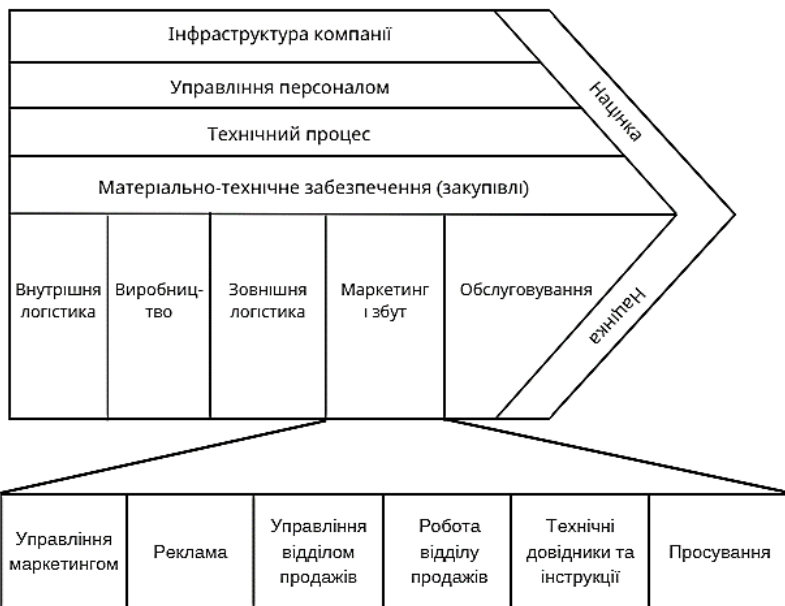 Інфраструктура компанії
Управління персоналом
Технічний процес
Матеріально-технічне забезпечення (закупівлі)
Націнка
Внутрішня
логістика
Виробниц-
тво
Зовнішня
логістика
Маркетинг
і збут
Обслуговування
Націнка
Управління
маркетингом
Реклама
Управління
відділом
продажів
Робота
відділу
продажів
Технічні
довідники та
інструкції
Просування